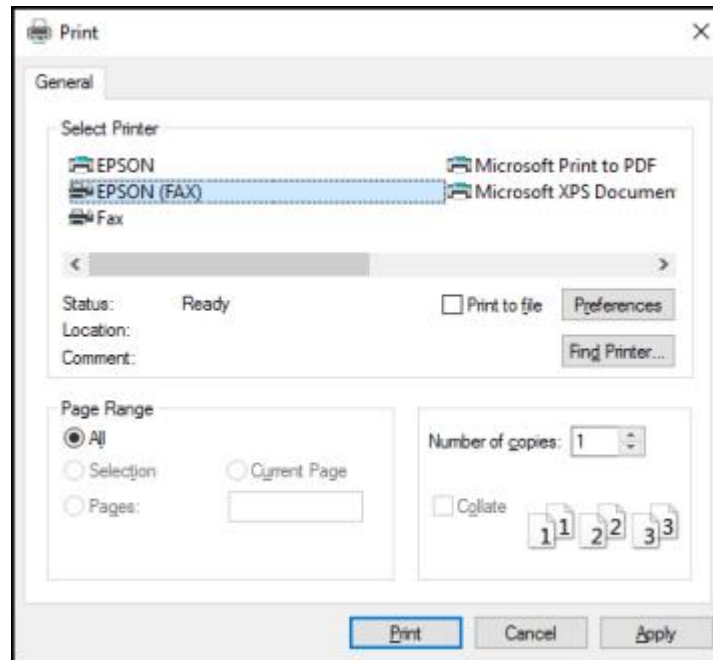 Print
General
Select Printer
EPSON
EPSON (FAX)
Fax
Microsoft Print to PDF
Microsoft XPS Documen
Status: Ready
Location:
Comment:
Print to file
Preferences
Find Printer...
Page Range
All
Selection
Current Page
Pages:
Number of copies: 1
Collate
1 1 2 2 3 3
Print
Cancel
Apply